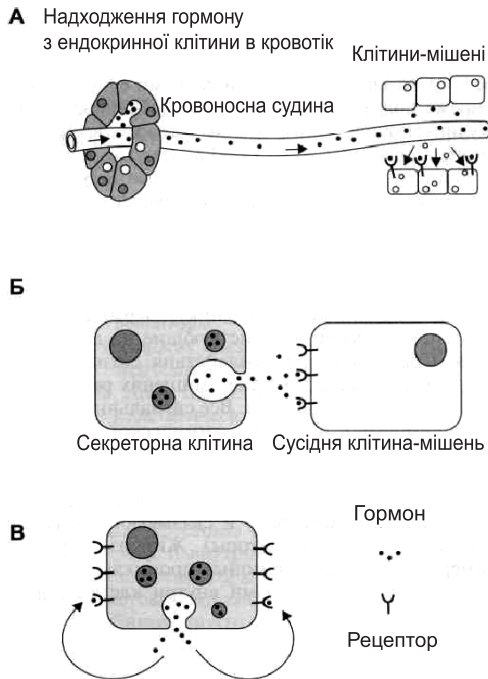 А
Надходження гормону
з ендокринної клітини в кровотік
Клітини-мішені
Кровоносна судина
Б
Секреторна клітина
Сусідня клітина-мішень
В
Гормон
Рецептор